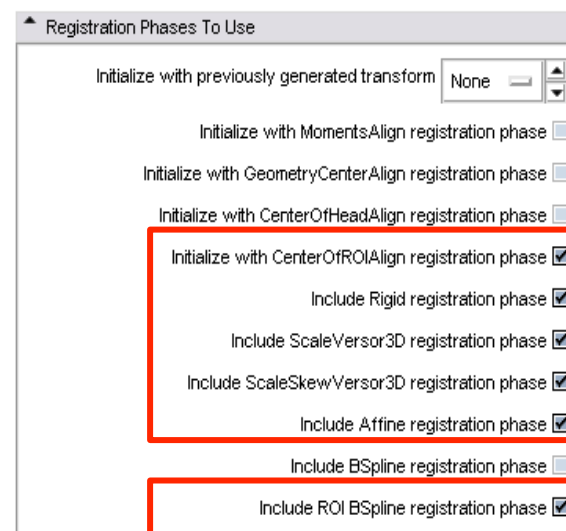 Registration Phases To Use
Initialize with previously generated transform None
Initialize with MomentsAlign registration phase
Initialize with GeometryCenterAlign registration phase
Initialize with CenterOfHeadAlign registration phase
Initialize with CenterOfROIAlign registration phase
Include Rigid registration phase
Include ScaleVersor3D registration phase
Include ScaleSkewVersor3D registration phase
Include Affine registration phase
Include BSpline registration phase
Include ROI BSpline registration phase